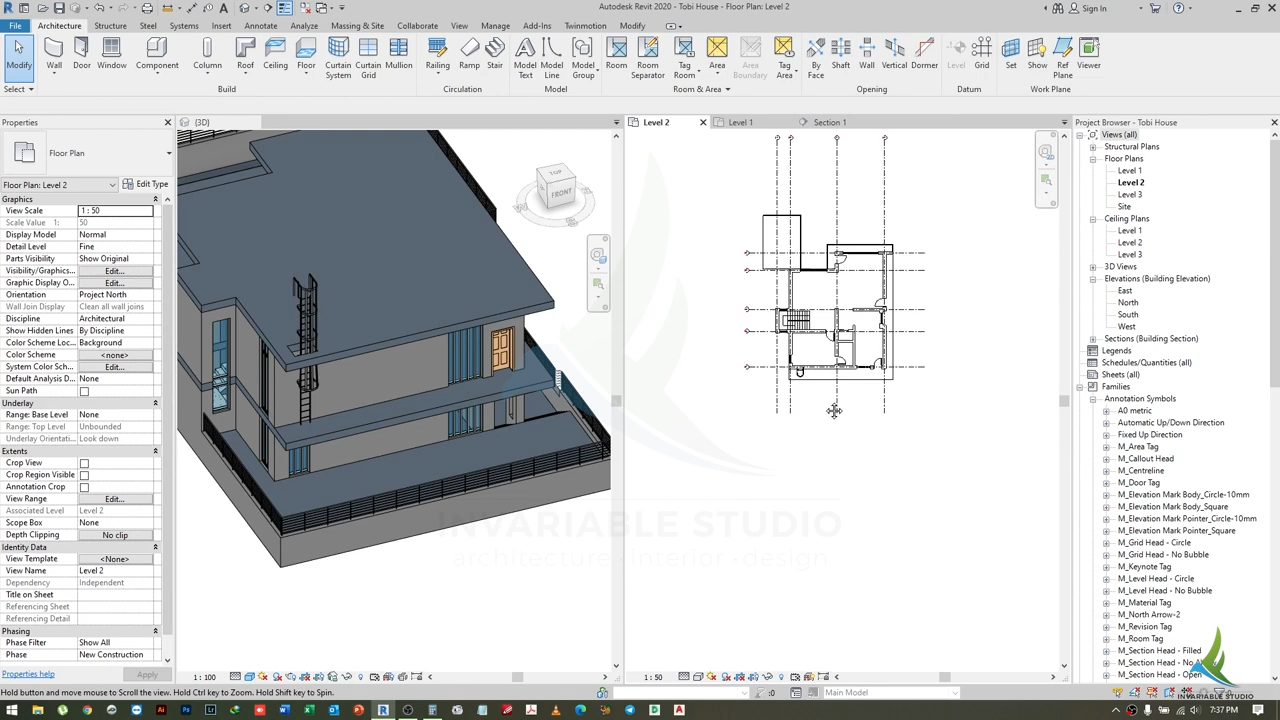 Autodesk Revit 2020 - Tobi House - Floor Plan: Level 2
Sign In
File Architecture Structure Steel Systems Insert Annotate Analyze Massing & Site Collaborate View Manage Add-Ins Twinmotion Modify
Modify Wall Door Window Component Column Roof Ceiling Floor Curtain System Curtain Grid Mullion Railing Ramp Stair Model Text Model Line Model Group Room Room Separator Tag Room Area Area Boundary Tag Area By Face Shaft Wall Vertical Dormer Level Grid Set Show Ref Plane Viewer
Select Build Circulation Model Room & Area Opening Datum Work Plane
Properties
Floor Plan
Floor Plan: Level 2 Edit Type
Graphics
View Scale 1 : 50
Scale Value 1: 50
Display Model Normal
Detail Level Fine
Parts Visibility Show Original
Visibility/Graphics... Edit...
Graphic Display O... Edit...
Orientation Project North
Wall Join Display Clean all wall joins
Discipline Architectural
Show Hidden Lines By Discipline
Color Scheme Loc... Background
Color Scheme <none>
System Color Sche... Edit...
Default Analysis D... None
Sun Path
Underlay
Range: Base Level None
Range: Top Level Unbounded
Underlay Orientati... Look down
Extents
Crop View
Crop Region Visible
Annotation Crop
View Range Edit...
Associated Level Level 2
Scope Box None
Depth Clipping No clip
Identity Data
View Template <None>
View Name Level 2
Dependency Independent
Title on Sheet
Referencing Sheet
Referencing Detail
Phasing
Phase Filter Show All
Phase New Construction
Properties help Apply
{3D}
TOP
FRONT
1 : 100
Level 2 Level 1 Section 1
1 : 50
INVARIABLE STUDIO
architecture·interior·design
Project Browser - Tobi House
Views (all)
Structural Plans
Floor Plans
Level 1
Level 2
Level 3
Site
Ceiling Plans
Level 1
Level 2
Level 3
3D Views
Elevations (Building Elevation)
East
North
South
West
Sections (Building Section)
Legends
Schedules/Quantities (all)
Sheets (all)
Families
Annotation Symbols
A0 metric
Automatic Up/Down Direction
Fixed Up Direction
M_Area Tag
M_Callout Head
M_Centreline
M_Door Tag
M_Elevation Mark Body_Circle-10mm
M_Elevation Mark Body_Square
M_Elevation Mark Pointer_Circle-10mm
M_Elevation Mark Pointer_Square
M_Grid Head - Circle
M_Grid Head - No Bubble
M_Keynote Tag
M_Level Head - Circle
M_Level Head - No Bubble
M_Material Tag
M_North Arrow-2
M_Revision Tag
M_Room Tag
M_Section Head - Filled
M_Section Head - No
M_Section Head - Open
INVARIABLE STUDIO
Hold button and move mouse to Scroll the view. Hold Ctrl key to Zoom. Hold Shift key to Spin.
:0 Main Model
7:37 PM